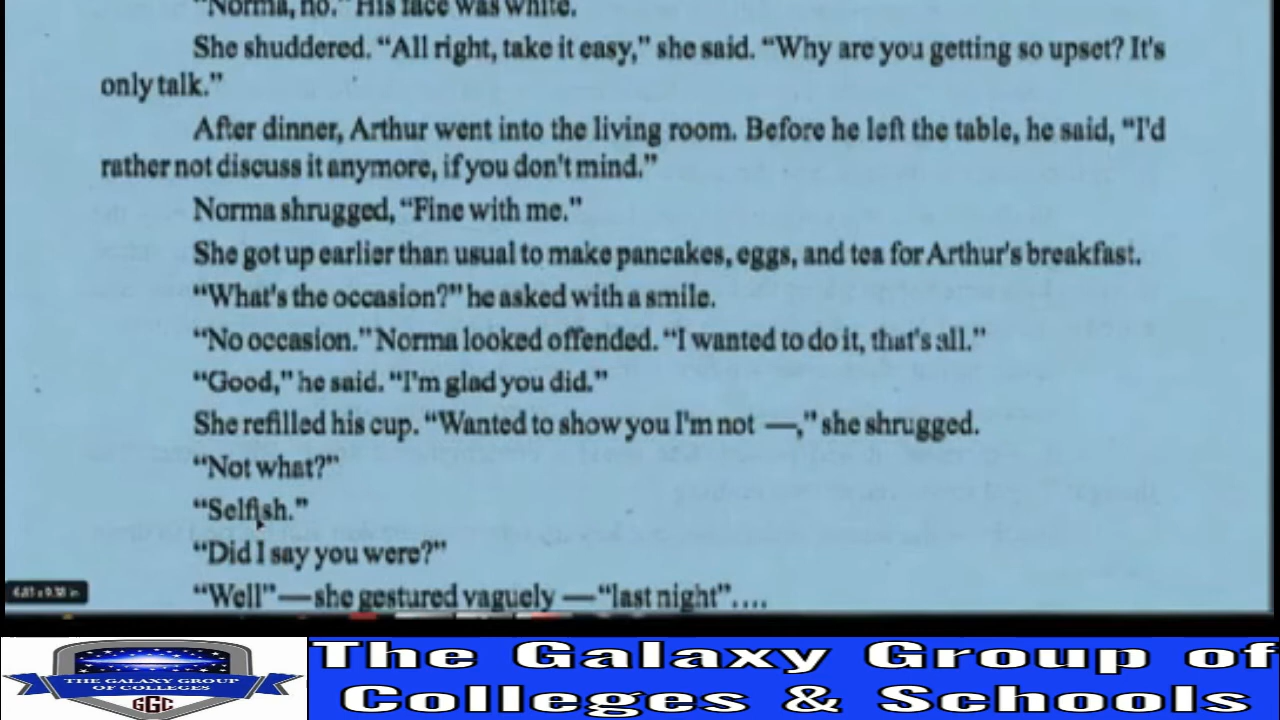 "Norma, no." His face was white.
She shuddered. "All right, take it easy," she said. "Why are you getting so upset? It's
only talk."
After dinner, Arthur went into the living room. Before he left the table, he said, "I'd
rather not discuss it anymore, if you don't mind."
Norma shrugged, "Fine with me."
She got up earlier than usual to make pancakes, eggs, and tea for Arthur's breakfast.
"What's the occasion?" he asked with a smile.
"No occasion." Norma looked offended. "I wanted to do it, that's all."
"Good," he said. "I'm glad you did."
She refilled his cup. "Wanted to show you I'm not —," she shrugged.
"Not what?"
"Selfish."
"Did I say you were?"
"Well" — she gestured vaguely — "last night"....
THE GALAXY GROUP
OF COLLEGES
GGC
The Galaxy Group of
Colleges & Schools